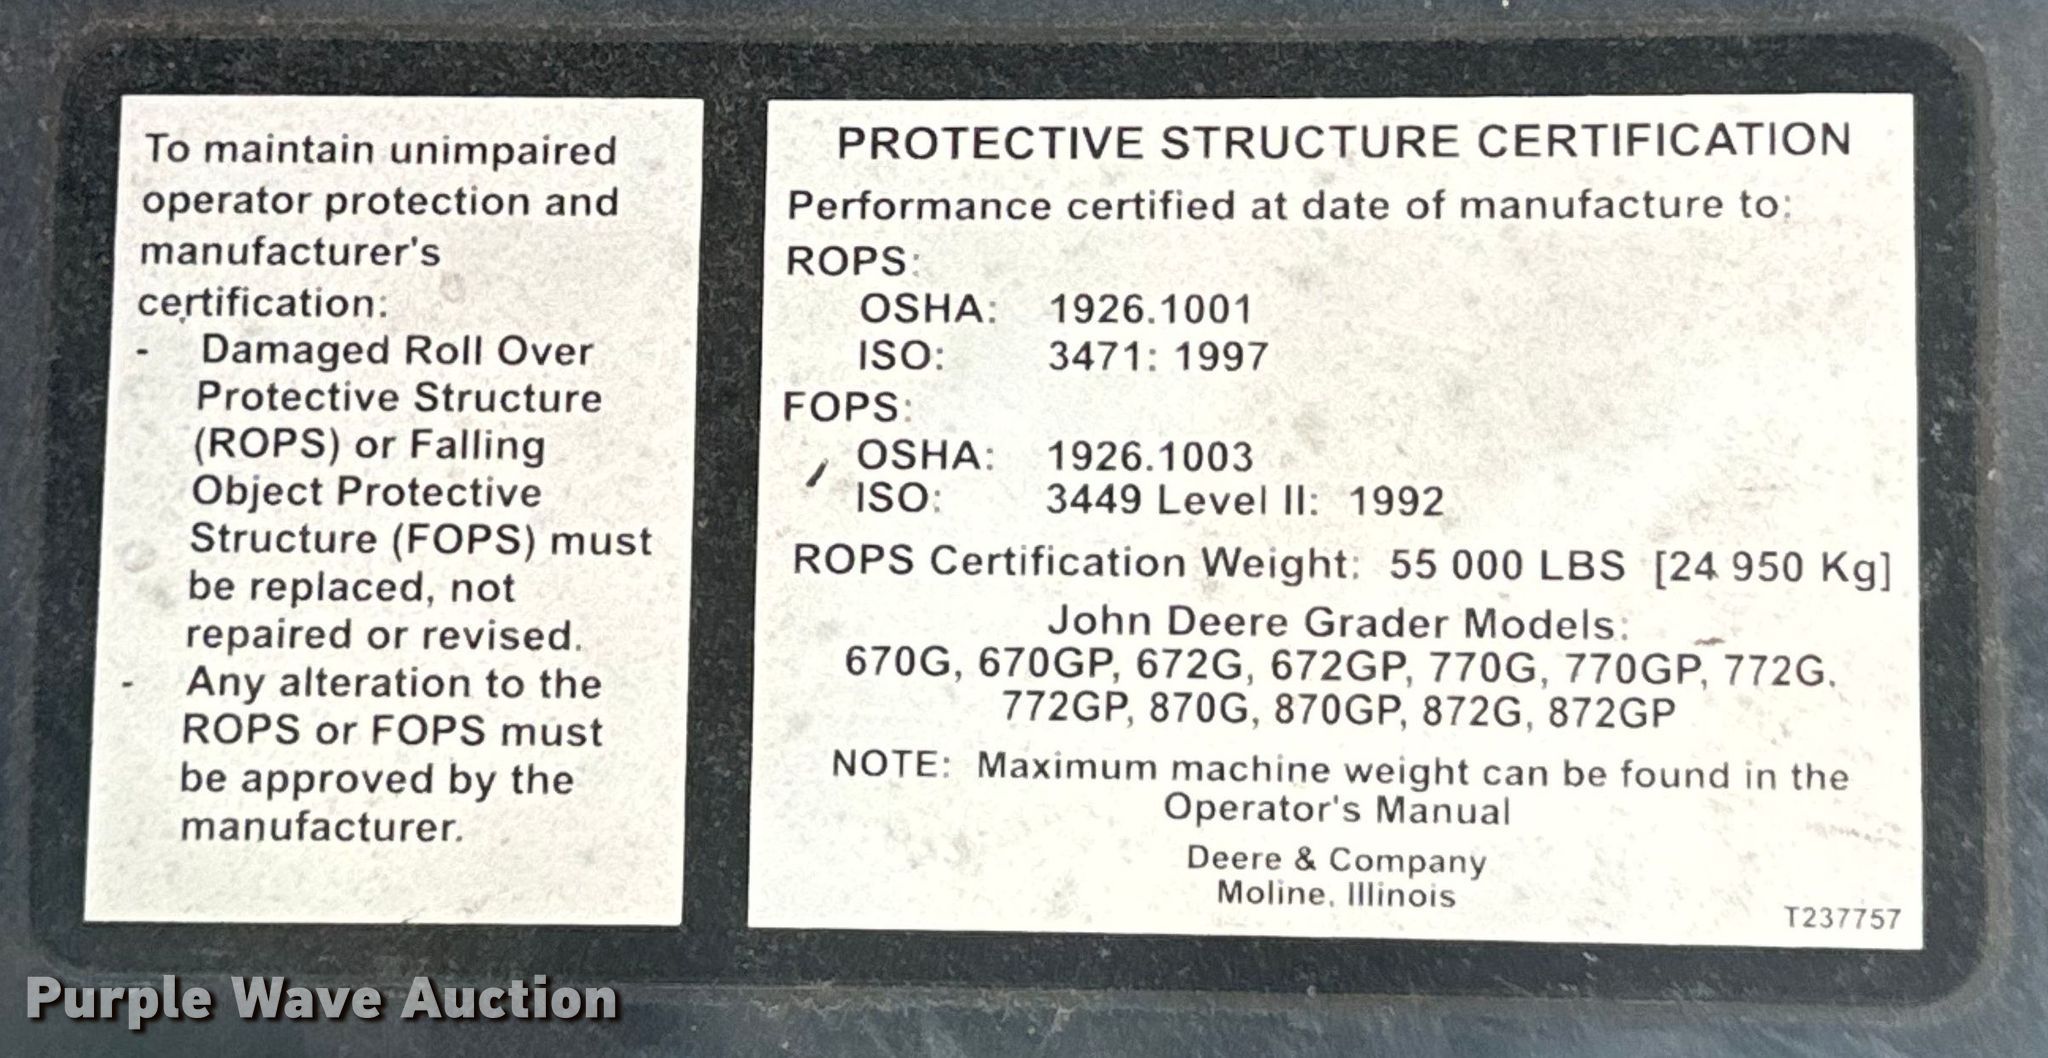 To maintain unimpaired
operator protection and
manufacturer's
certification:
- Damaged Roll Over
Protective Structure
(ROPS) or Falling
Object Protective
Structure (FOPS) must
be replaced, not
repaired or revised.
- Any alteration to the
ROPS or FOPS must
be approved by the
manufacturer.
PROTECTIVE STRUCTURE CERTIFICATION
Performance certified at date of manufacture to:
ROPS:
OSHA: 1926.1001
ISO: 3471: 1997
FOPS:
OSHA: 1926.1003
ISO: 3449 Level II: 1992
ROPS Certification Weight: 55 000 LBS [24 950 Kg]
John Deere Grader Models:
670G, 670GP, 672G, 672GP, 770G, 770GP, 772G,
772GP, 870G, 870GP, 872G, 872GP
NOTE: Maximum machine weight can be found in the
Operator's Manual
Deere & Company
Moline, Illinois
T237757
Purple Wave Auction